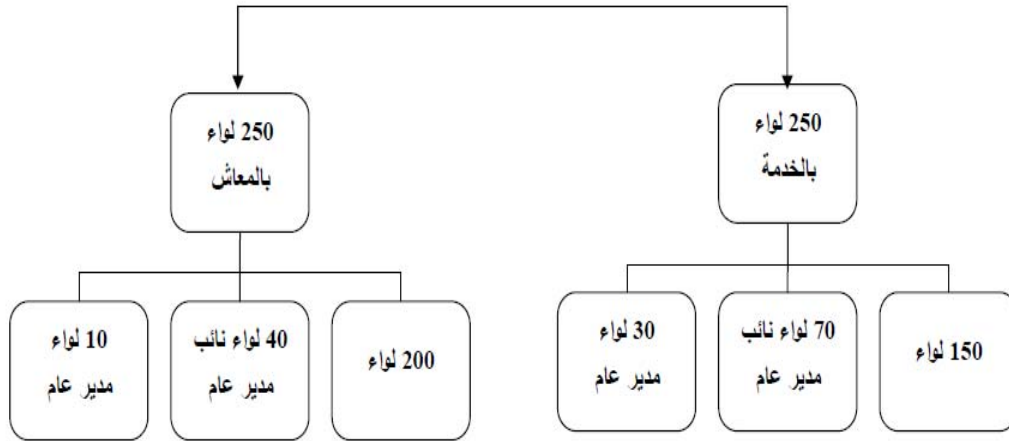 250 لواء
بالخدمة
250 لواء
بالمعاش
150 لواء
70 لواء نائب
مدير عام
30 لواء
مدير عام
200 لواء
40 لواء نائب
مدير عام
10 لواء
مدير عام